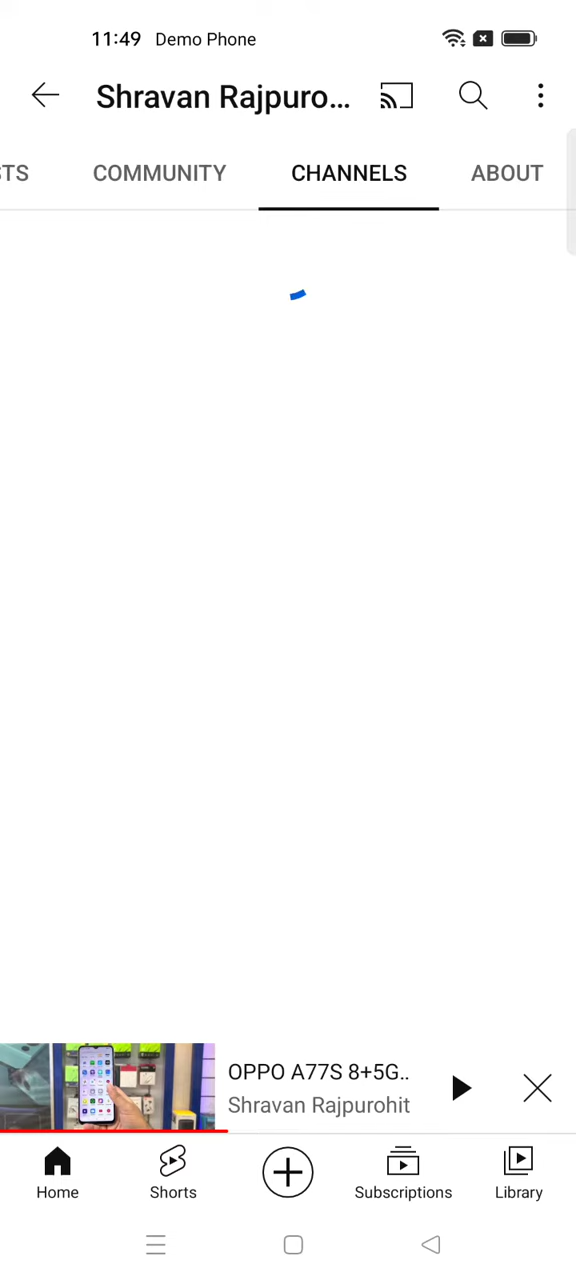 11:49 Demo Phone
Shravan Rajpuro...
STS COMMUNITY CHANNELS ABOUT
OPPO A77S 8+5G..
Shravan Rajpurohit
Home Shorts Subscriptions Library